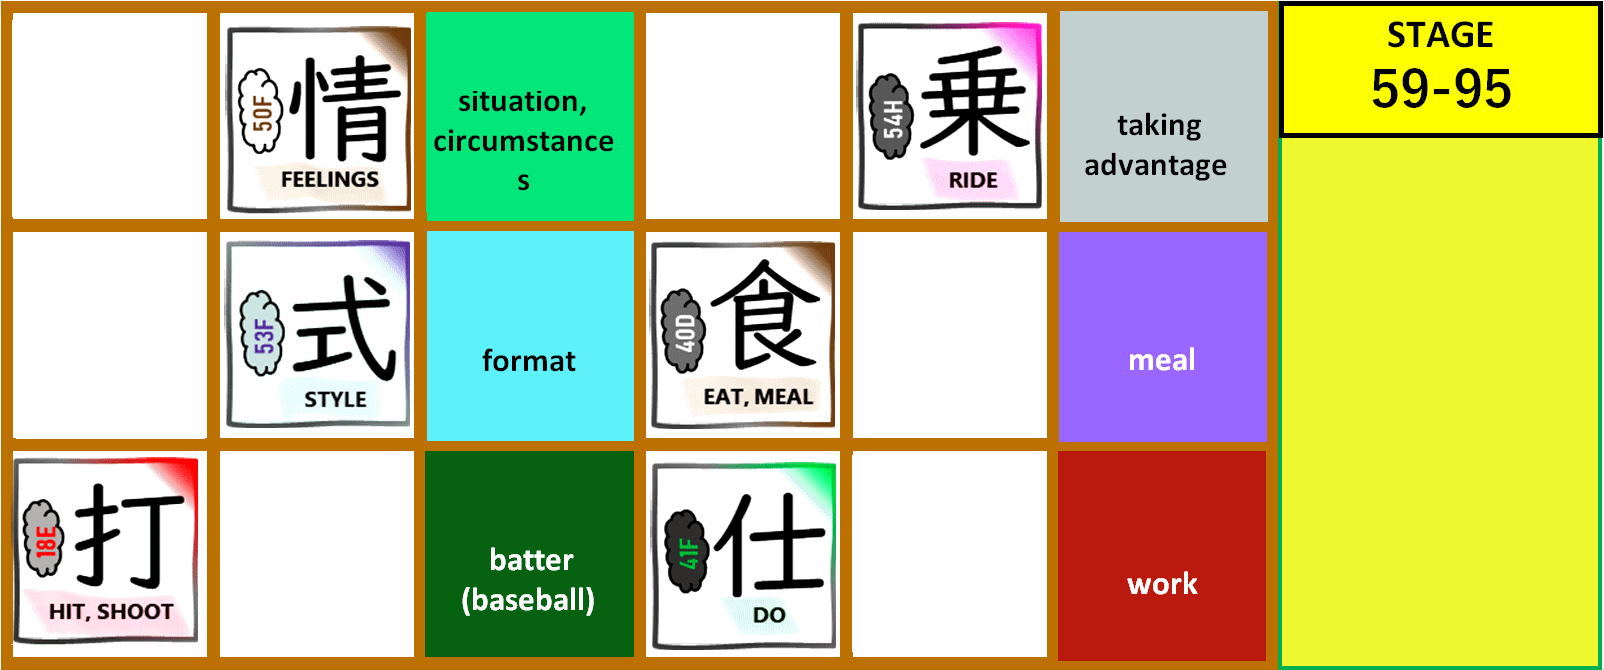 50F
情
FEELINGS
situation,
circumstance
s
54H
乗
RIDE
taking
advantage
STAGE
59-95
53F
式
STYLE
format
40D
食
EAT, MEAL
meal
18E
打
HIT, SHOOT
batter
(baseball)
41F
仕
DO
work